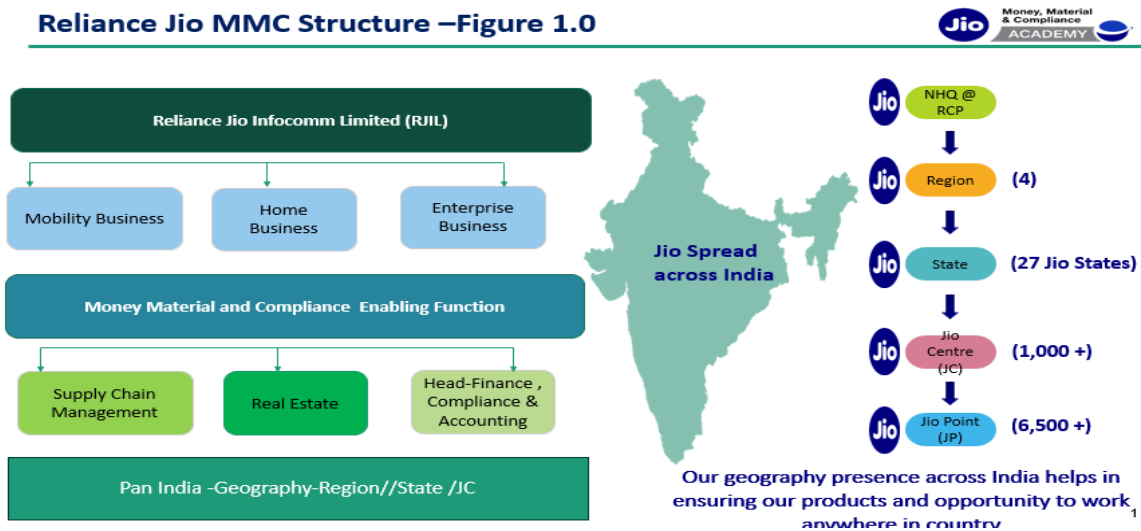 Reliance Jio MMC Structure –Figure 1.0
Jio
Money, Material
& Compliance
ACADEMY
Reliance Jio Infocomm Limited (RJIL)
Mobility Business
Home
Business
Enterprise
Business
Money Material and Compliance  Enabling Function
Supply Chain
Management
Real Estate
Head-Finance ,
Compliance &
Accounting
Pan India -Geography-Region//State /JC
Jio Spread
across India
Jio
NHQ @
RCP
Jio
Region
(4)
Jio
State
(27 Jio States)
Jio
Jio
Centre
(JC)
(1,000 +)
Jio
Jio Point
(JP)
(6,500 +)
Our geography presence across India helps in
ensuring our products and opportunity to work
anywhere in country
1